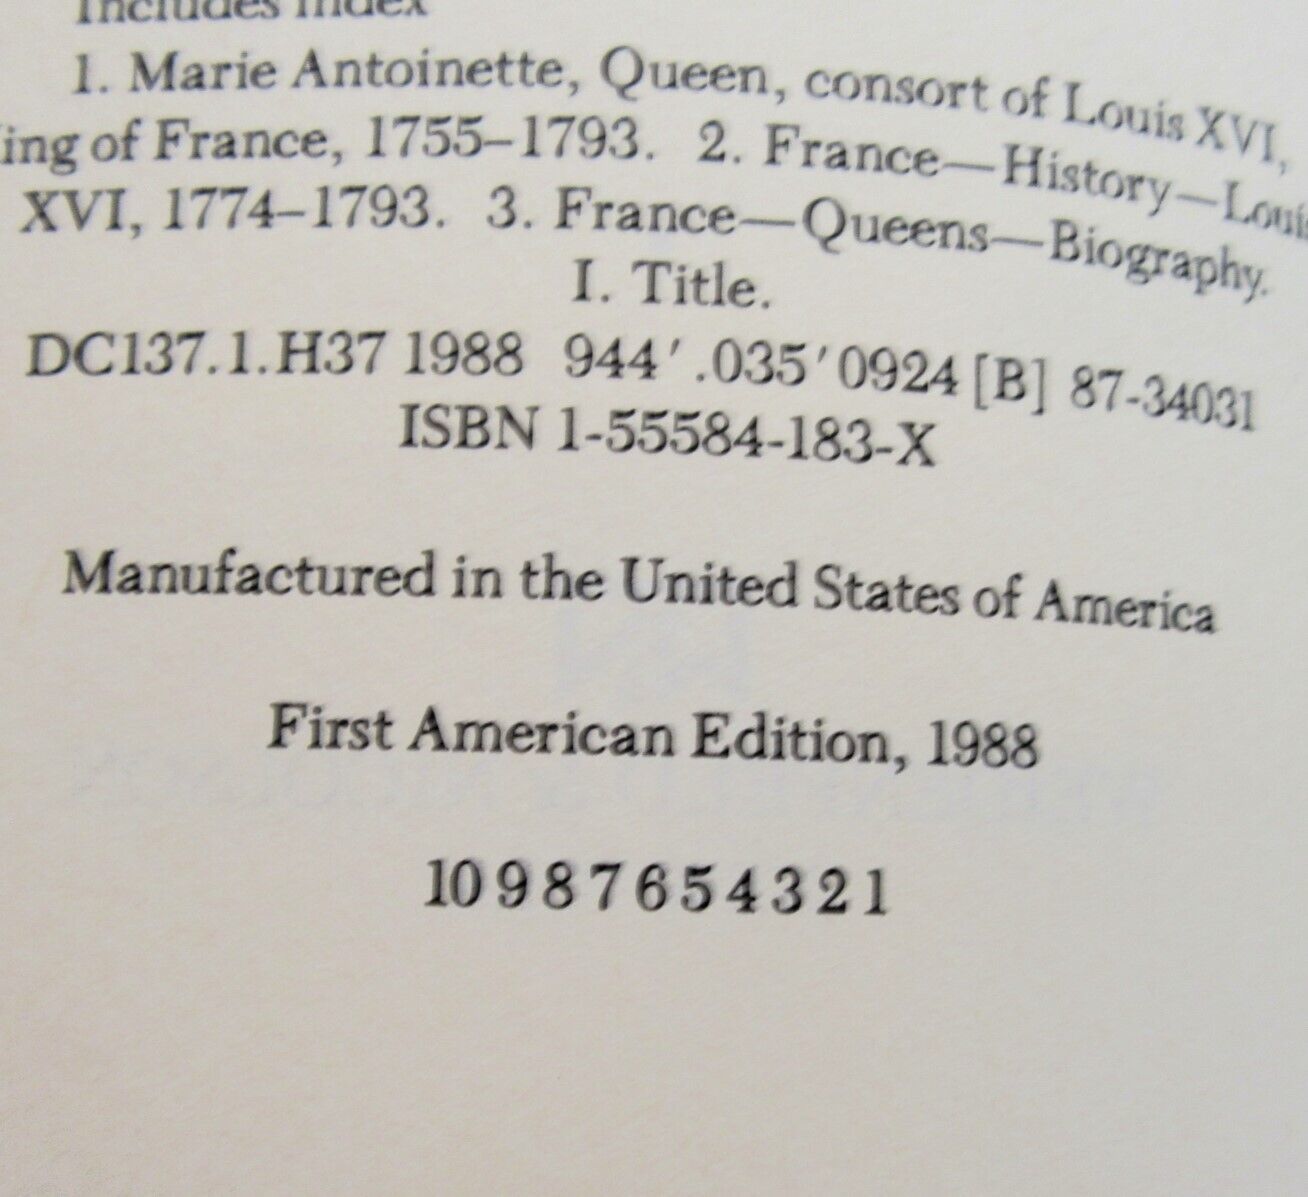 Includes Index
1. Marie Antoinette, Queen, consort of Louis XVI,
ing of France, 1755–1793. 2. France—History—Louis
XVI, 1774–1793. 3. France—Queens—Biography.
I. Title.
DC137.1.H37 1988 944′.035′0924 [B] 87-34031
ISBN 1-55584-183-X
Manufactured in the United States of America
First American Edition, 1988
10 9 8 7 6 5 4 3 2 1